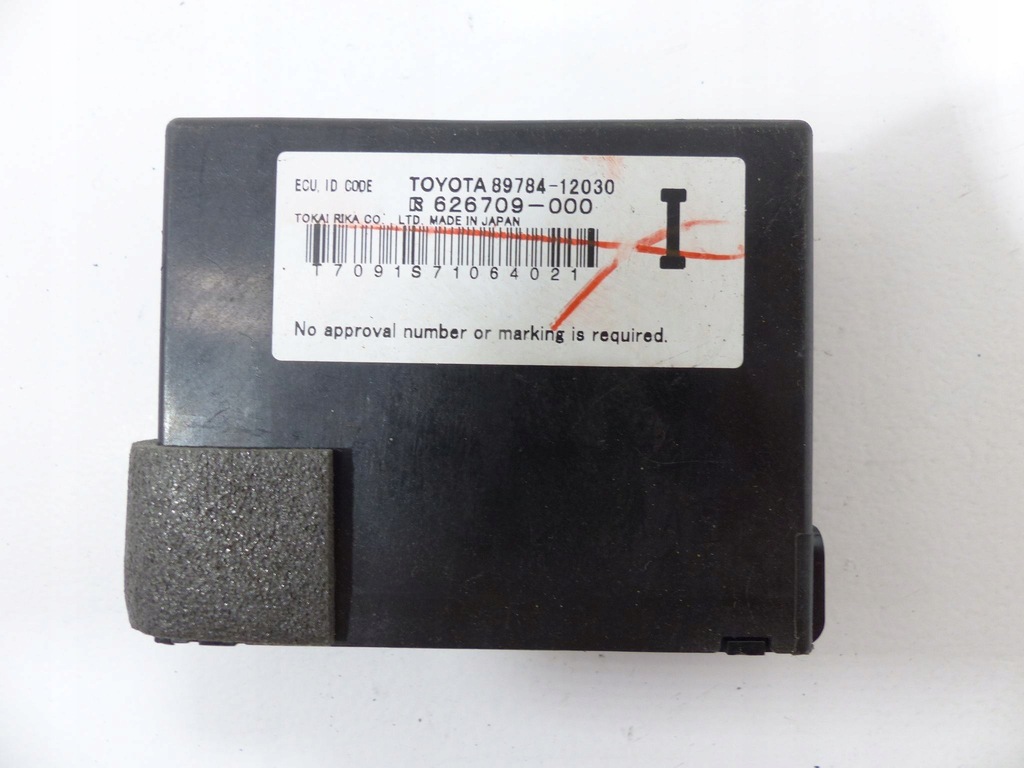 ECU, ID CODE TOYOTA 89784-12030
626709-000
TOKAI RIKA CO., LTD. MADE IN JAPAN
T7091S71064021
I
No approval number or marking is required.